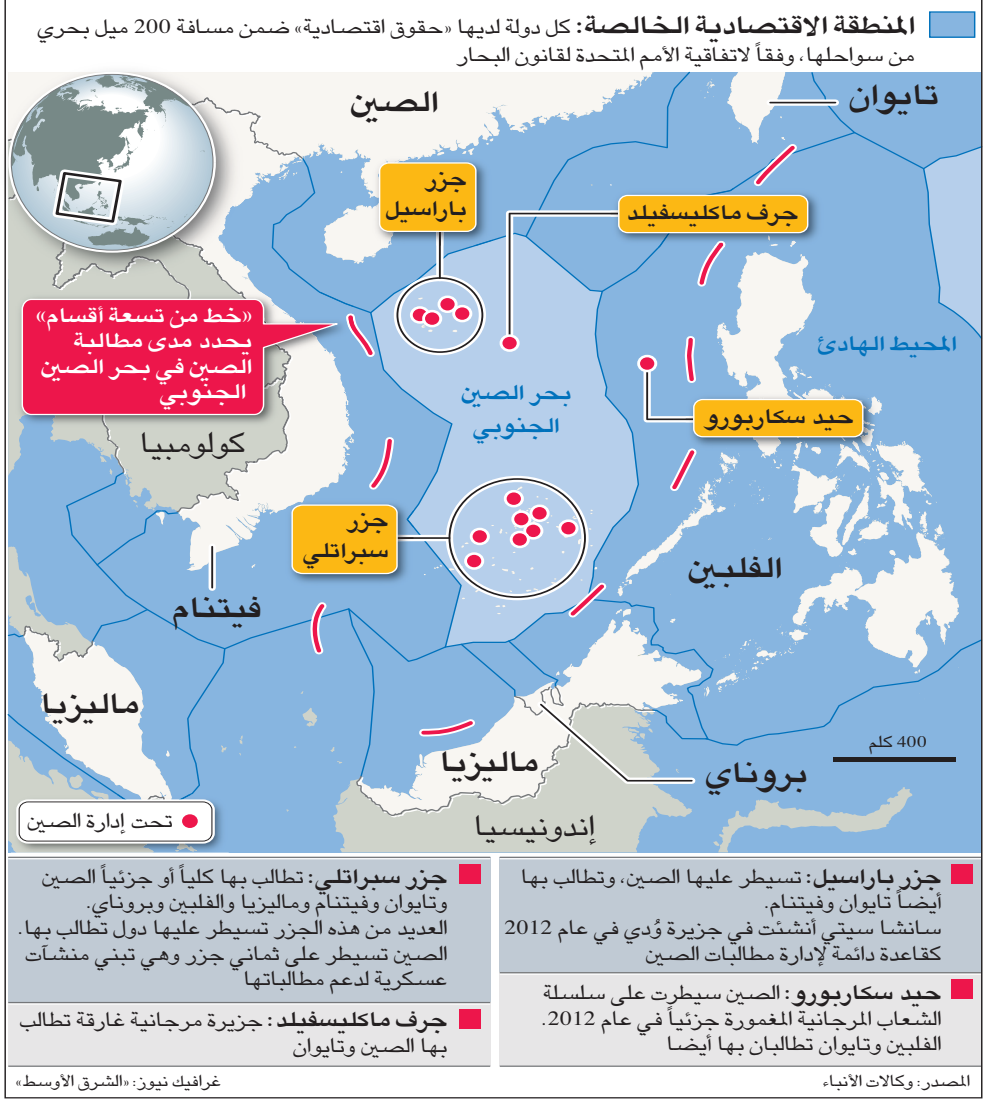 المنطقة الاقتصادية الخالصة: كل دولة لديها «حقوق اقتصادية» ضمن مسافة 200 ميل بحري
من سواحلها، وفقاً لاتفاقية الأمم المتحدة لقانون البحار
الصين
تايوان
جزر
باراسيل
جرف ماكليسفيلد
«خط من تسعة أقسام»
يحدد مدى مطالبة
الصين في بحر الصين
الجنوبي
المحيط الهادئ
بحر الصين
الجنوبي
حيد سكاربورو
كولومبيا
جزر
سبراتلي
الفلبين
فيتنام
ماليزيا
ماليزيا
بروناي
400 كلم
إندونيسيا
تحت إدارة الصين
جزر باراسيل: تسيطر عليها الصين، وتطالب بها
أيضاً تايوان وفيتنام.
سانشا سيتي أنشئت في جزيرة وُدي في عام 2012
كقاعدة دائمة لإدارة مطالبات الصين
حيد سكاربورو: الصين سيطرت على سلسلة
الشعاب المرجانية المغمورة جزئياً في عام 2012.
الفلبين وتايوان تطالبان بها أيضا
جزر سبراتلي: تطالب بها كلياً أو جزئياً الصين
وتايوان وفيتنام وماليزيا والفلبين وبروناي.
العديد من هذه الجزر تسيطر عليها دول تطالب بها.
الصين تسيطر على ثماني جزر وهي تبني منشآت
عسكرية لدعم مطالباتها
جرف ماكليسفيلد: جزيرة مرجانية غارقة تطالب
بها الصين وتايوان
المصدر: وكالات الأنباء
غرافيك نيوز: «الشرق الأوسط»